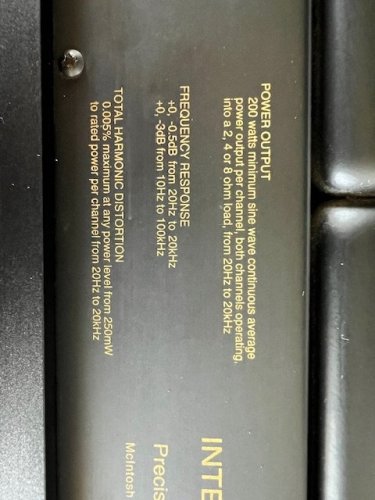 POWER OUTPUT
200 watts minimum sine wave continuous average
power output per channel, both channels operating,
into a 2, 4 or 8 ohm load, from 20Hz to 20kHz
FREQUENCY RESPONSE
+0, -0.5dB from 20Hz to 20kHz
+0, -3dB from 10Hz to 100kHz
TOTAL HARMONIC DISTORTION
0.005% maximum at any power level from 250mW
to rated power per channel from 20Hz to 20kHz
INTE
Precis
McIntosh